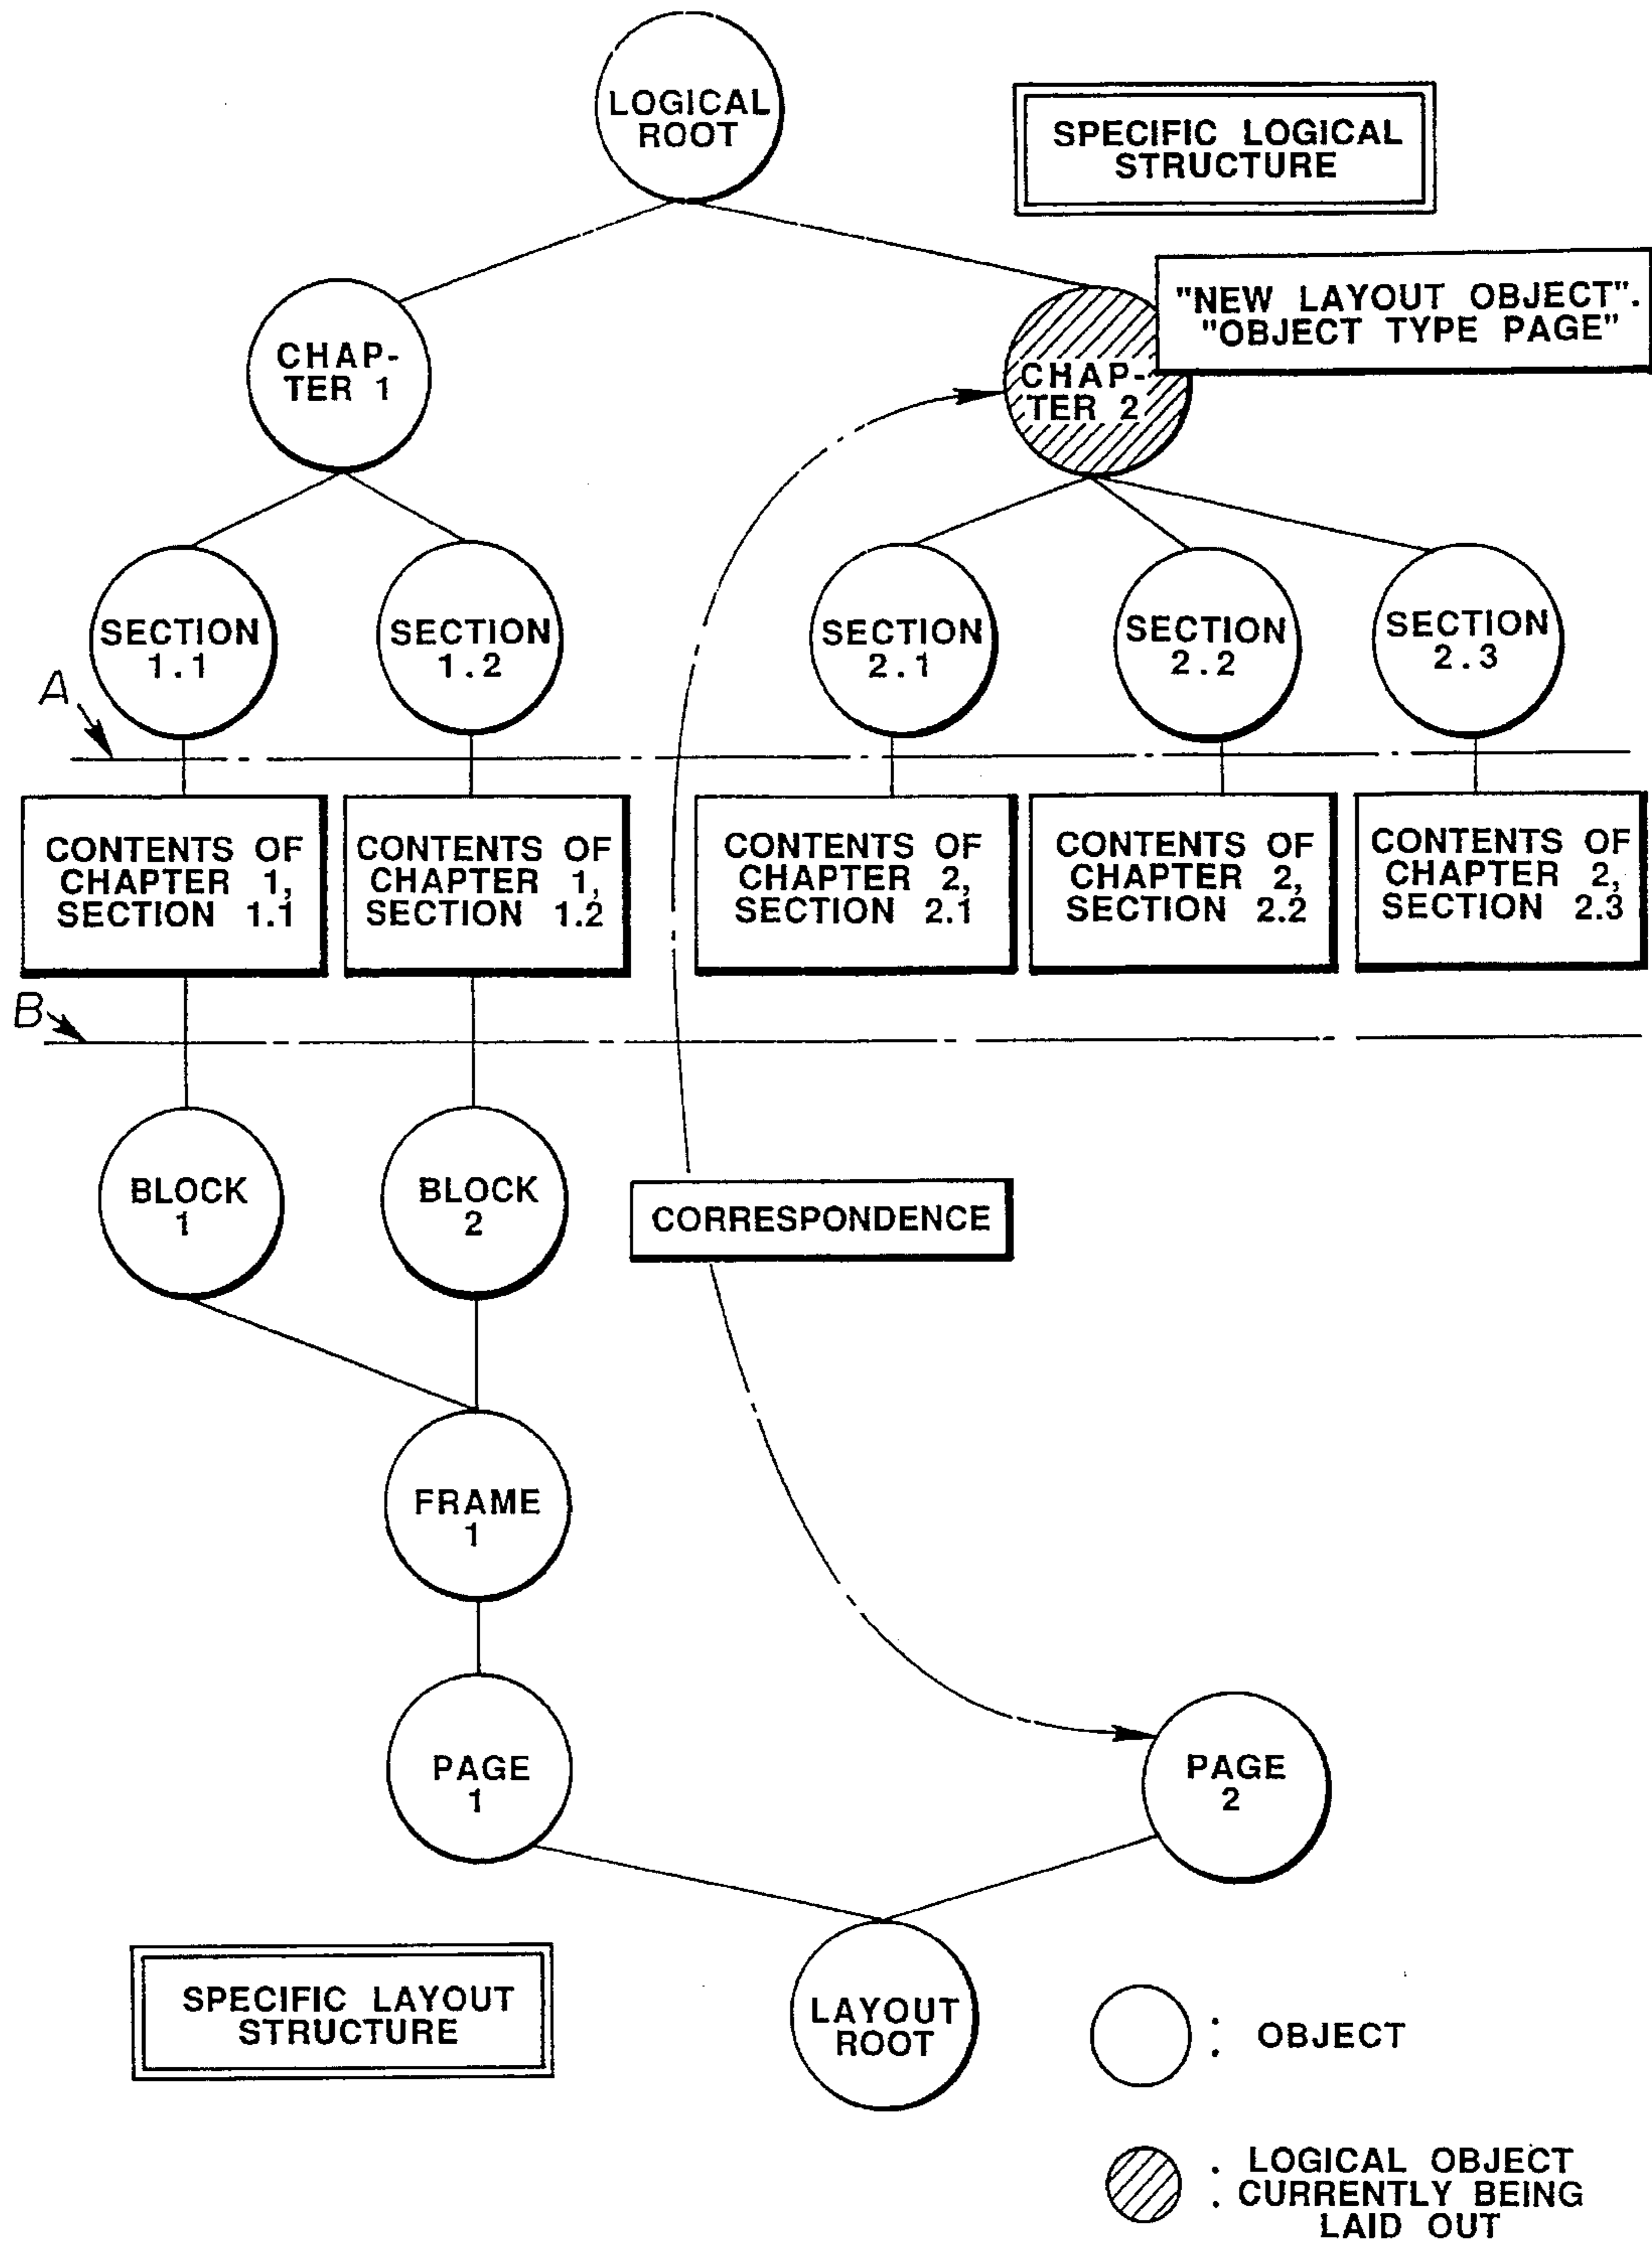 LOGICAL
ROOT
SPECIFIC LOGICAL
STRUCTURE
"NEW LAYOUT OBJECT".
"OBJECT TYPE PAGE"
CHAP-
TER 1
CHAP-
TER 2
SECTION
1.1
SECTION
1.2
SECTION
2.1
SECTION
2.2
SECTION
2.3
A
CONTENTS OF
CHAPTER 1,
SECTION 1.1
CONTENTS OF
CHAPTER 1,
SECTION 1.2
CONTENTS OF
CHAPTER 2,
SECTION 2.1
CONTENTS OF
CHAPTER 2,
SECTION 2.2
CONTENTS OF
CHAPTER 2,
SECTION 2.3
B
BLOCK
1
BLOCK
2
CORRESPONDENCE
FRAME
1
PAGE
1
PAGE
2
SPECIFIC LAYOUT
STRUCTURE
LAYOUT
ROOT
: OBJECT
: LOGICAL OBJECT
CURRENTLY BEING
LAID OUT